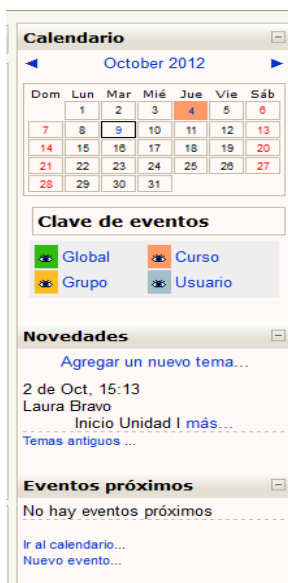 Calendario
◄ October 2012 ►
Dom Lun Mar Mié Jue Vie Sáb
1 2 3 4 5 6
7 8 9 10 11 12 13
14 15 16 17 18 19 20
21 22 23 24 25 26 27
28 29 30 31
Clave de eventos
Global Curso
Grupo Usuario
Novedades
Agregar un nuevo tema...
2 de Oct, 15:13
Laura Bravo
Inicio Unidad I más...
Temas antiguos ...
Eventos próximos
No hay eventos próximos
Ir al calendario...
Nuevo evento...